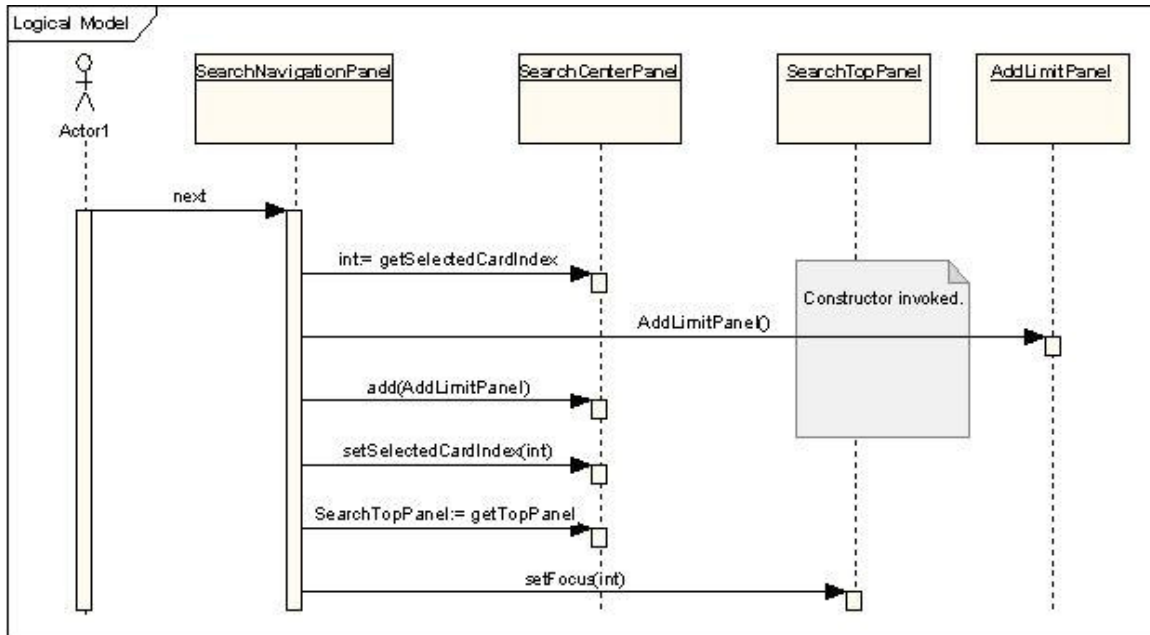 Logical Model
Actor1
SearchNavigationPanel
SearchCenterPanel
SearchTopPanel
AddLimitPanel
next
int:= getSelectedCardIndex
Constructor invoked.
AddLimitPanel()
add(AddLimitPanel)
setSelectedCardIndex(int)
SearchTopPanel:= getTopPanel
setFocus(int)